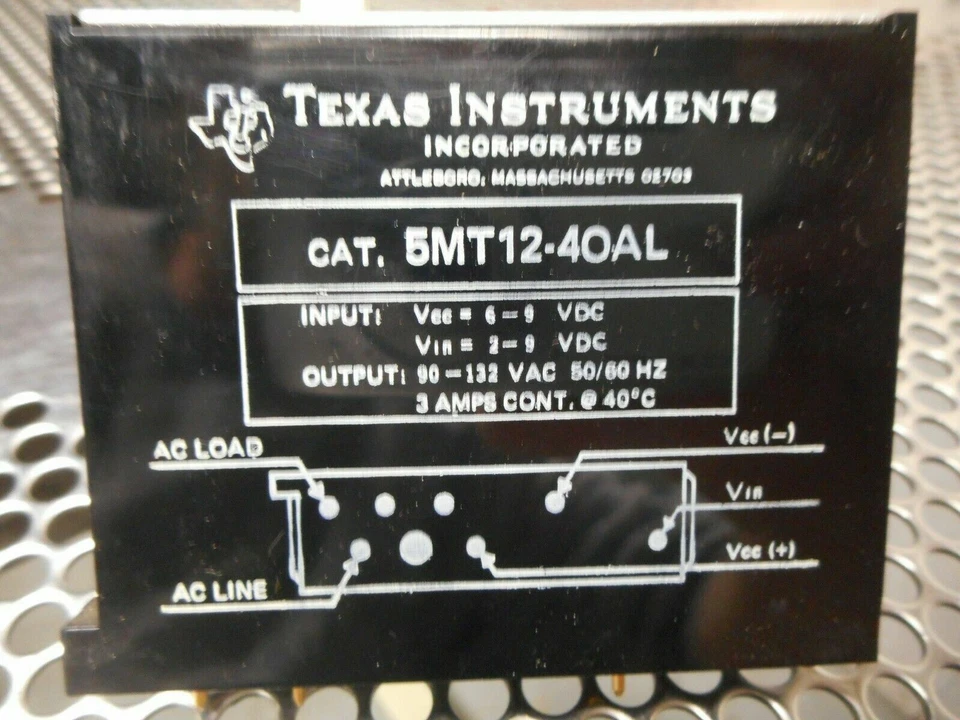 TEXAS INSTRUMENTS
INCORPORATED
ATTLEBORO, MASSACHUSETTS 02703
CAT. 5MT12-40AL
INPUT: Vcc = 6-9 VDC
Vin = 2-9 VDC
OUTPUT: 90-132 VAC 50/60 HZ
3 AMPS CONT. @ 40°C
AC LOAD
Vcc (-)
Vin
Vcc (+)
AC LINE